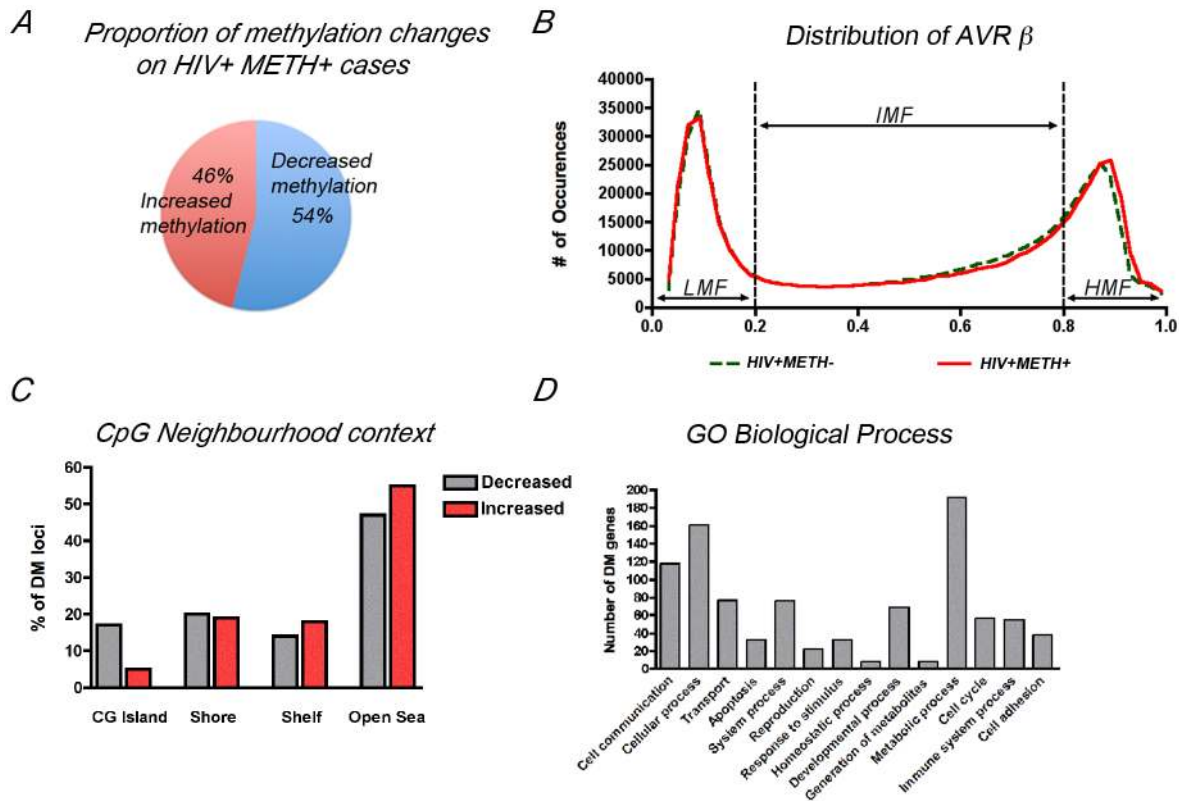 A
Proportion of methylation changes
on HIV+ METH+ cases
46%
Increased
methylation
Decreased
methylation
54%
B
Distribution of AVR β
# of Occurences
40000
35000
30000
25000
20000
15000
10000
5000
0
IMF
LMF
HMF
0.0 0.2 0.4 0.6 0.8 1.0
HIV+METH- HIV+METH+
C
CpG Neighbourhood context
% of DM loci
60
50
40
30
20
10
0
Decreased
Increased
CG Island Shore Shelf Open Sea
D
GO Biological Process
Number of DM genes
200
180
160
140
120
100
80
60
40
20
0
Cell communication
Cellular process
Transport
Apoptosis
System process
Reproduction
Response to stimulus
Homeostatic process
Developmental process
Generation of metabolites
Metabolic process
Cell cycle
Immune system process
Cell adhesion